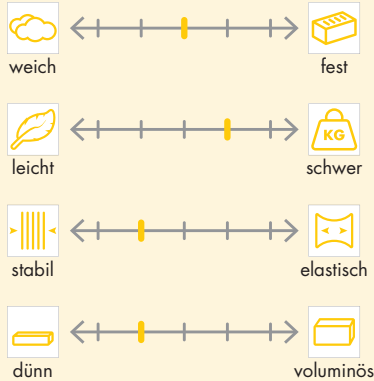 weich fest
KG
leicht schwer
stabil elastisch
dünn voluminös